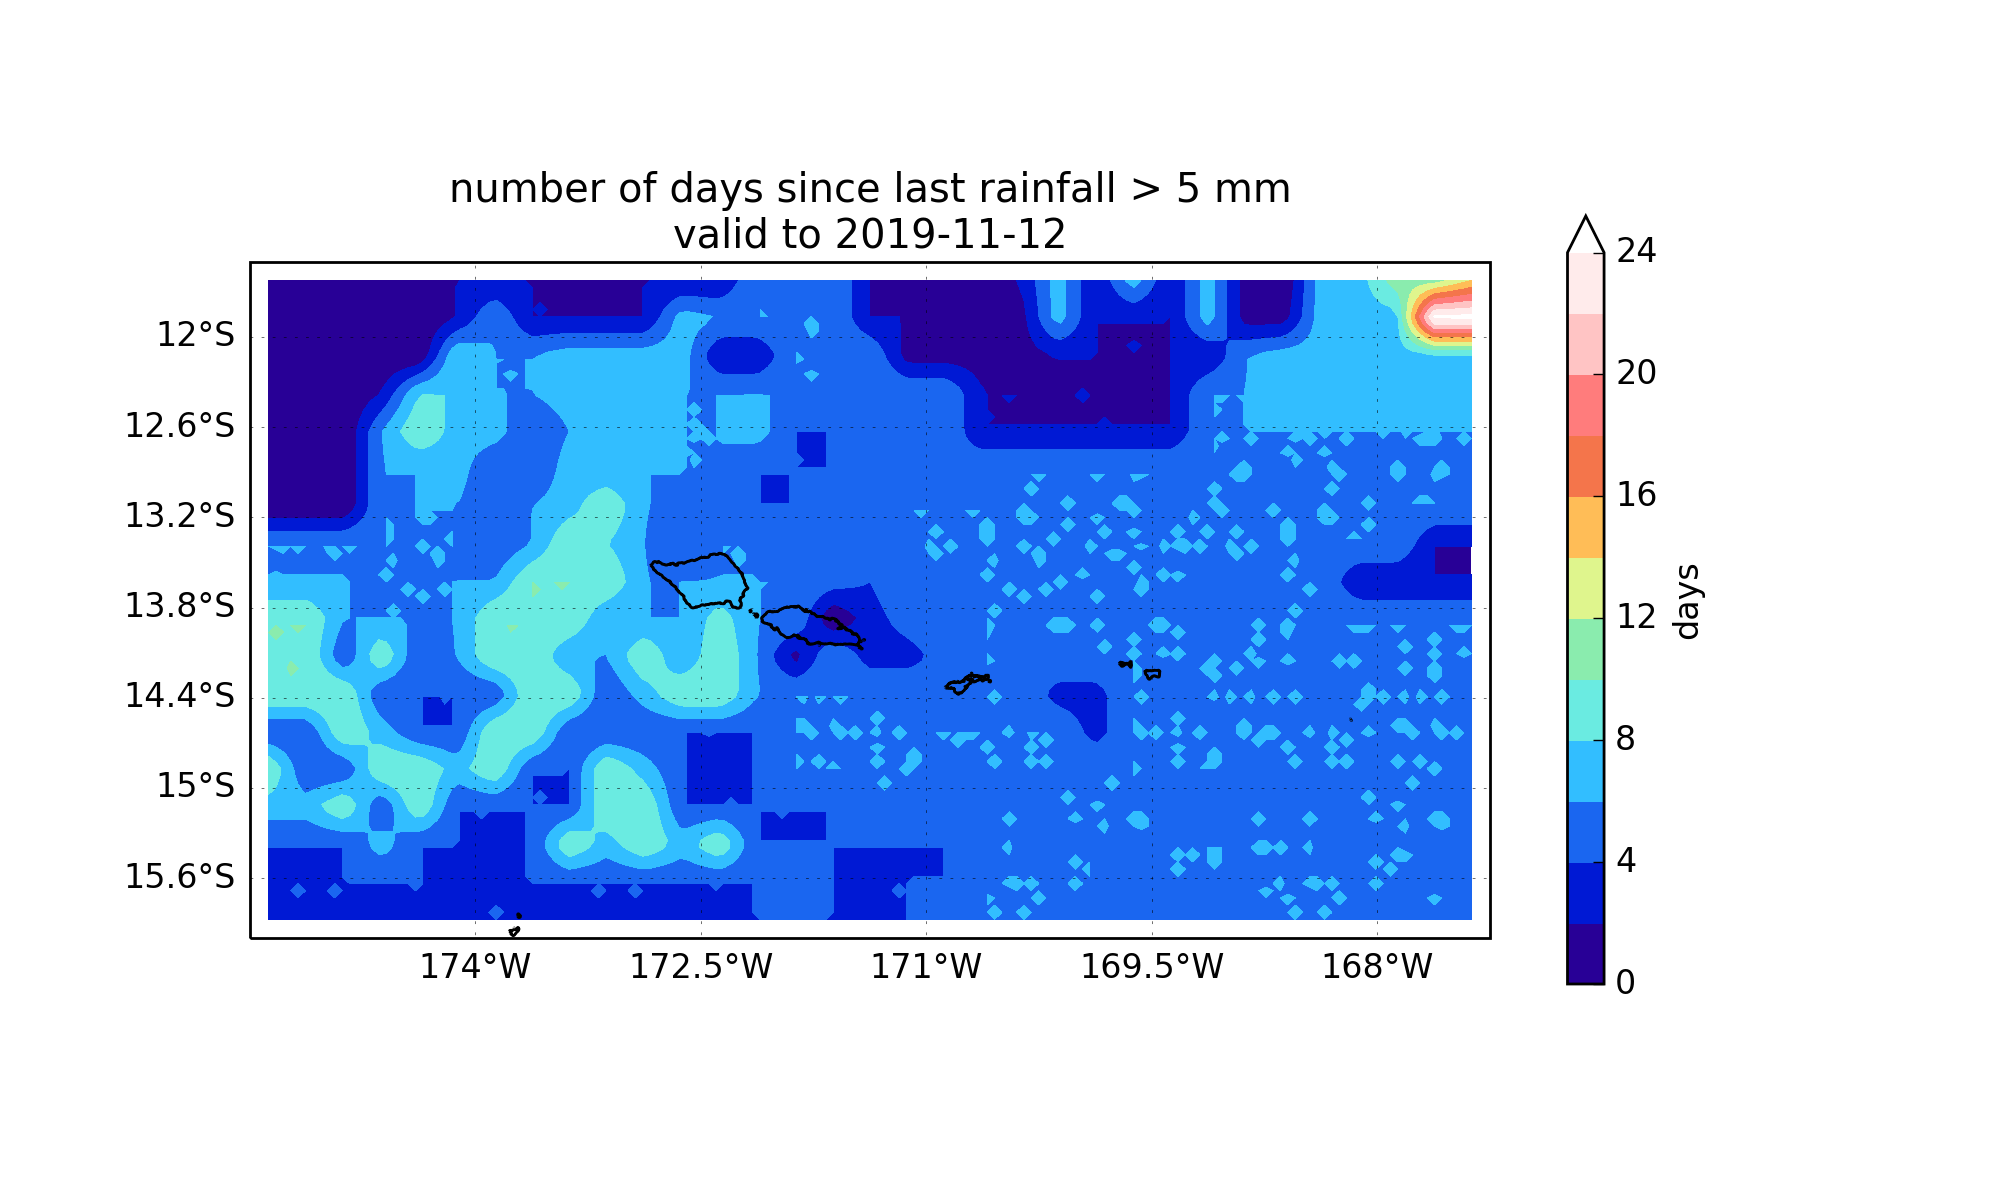 number of days since last rainfall > 5 mm
valid to 2019-11-12
12°S
12.6°S
13.2°S
13.8°S
14.4°S
15°S
15.6°S
174°W
172.5°W
171°W
169.5°W
168°W
24
20
16
12
8
4
0
days